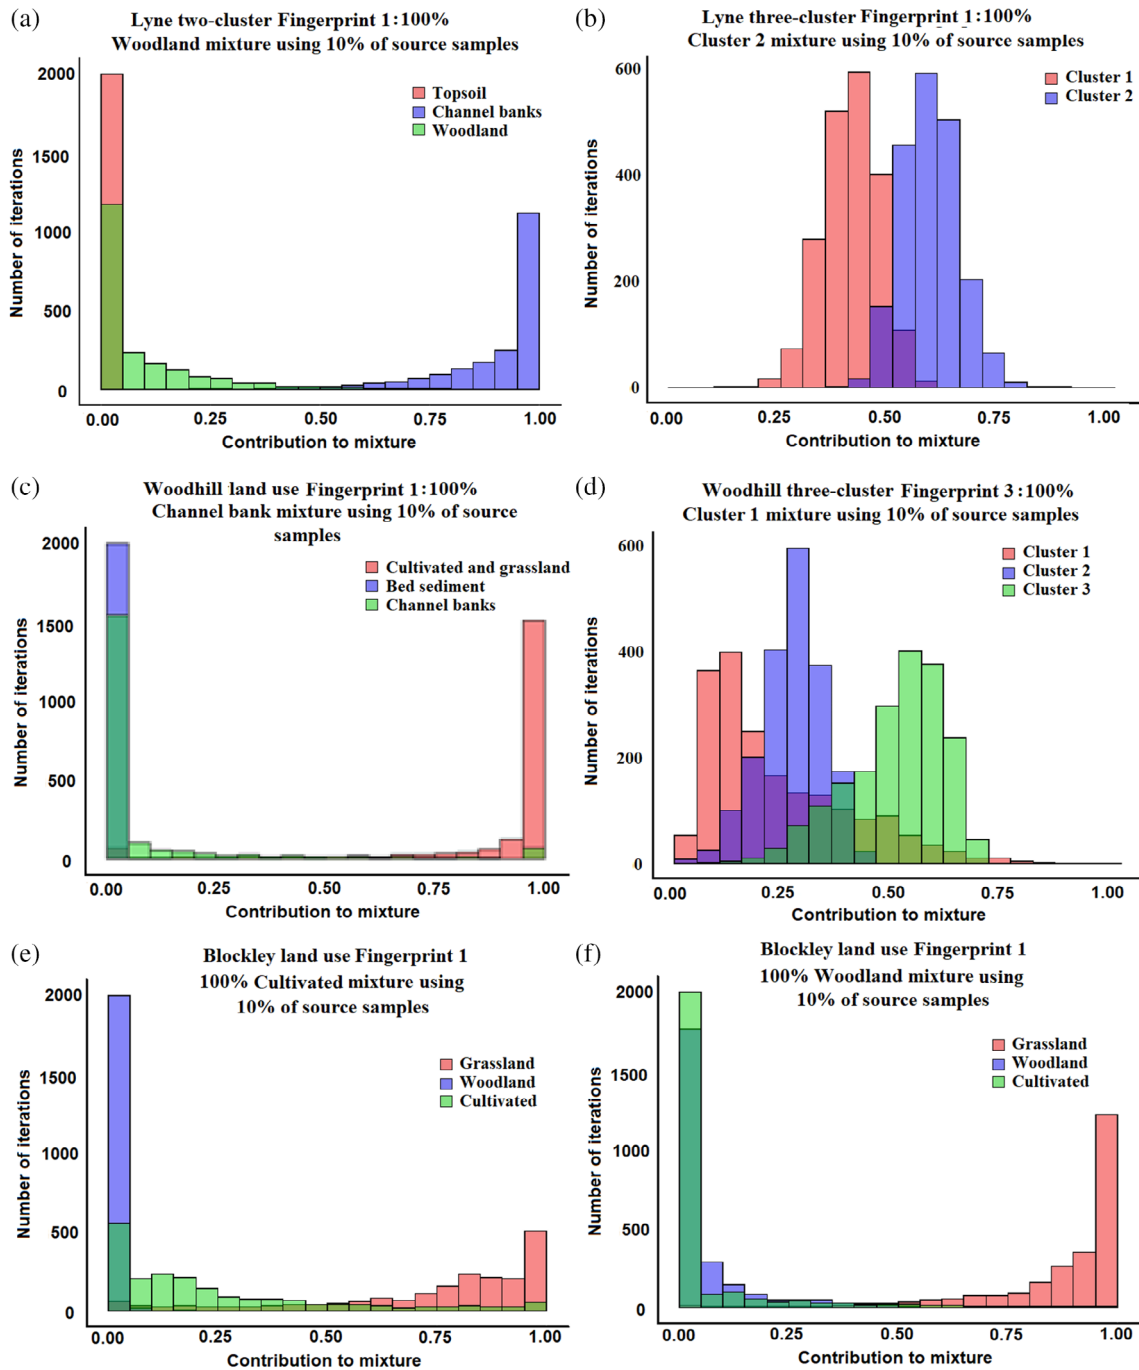 (a)
Lyne two-cluster Fingerprint 1:100%
Woodland mixture using 10% of source samples
Topsoil
Channel banks
Woodland
Number of iterations
2000
1500
1000
500
0
0.00 0.25 0.50 0.75 1.00
Contribution to mixture
(b)
Lyne three-cluster Fingerprint 1:100%
Cluster 2 mixture using 10% of source samples
Cluster 1
Cluster 2
Number of iterations
600
400
200
0
0.00 0.25 0.50 0.75 1.00
Contribution to mixture
(c)
Woodhill land use Fingerprint 1:100%
Channel bank mixture using 10% of source
samples
Cultivated and grassland
Bed sediment
Channel banks
Number of iterations
2000
1500
1000
500
0
0.00 0.25 0.50 0.75 1.00
Contribution to mixture
(d)
Woodhill three-cluster Fingerprint 3:100%
Cluster 1 mixture using 10% of source samples
Cluster 1
Cluster 2
Cluster 3
Number of iterations
600
400
200
0
0.00 0.25 0.50 0.75 1.00
Contribution to mixture
(e)
Blockley land use Fingerprint 1
100% Cultivated mixture using
10% of source samples
Grassland
Woodland
Cultivated
Number of iterations
2000
1500
1000
500
0
0.00 0.25 0.50 0.75 1.00
Contribution to mixture
(f)
Blockley land use Fingerprint 1
100% Woodland mixture using
10% of source samples
Grassland
Woodland
Cultivated
Number of iterations
2000
1500
1000
500
0
0.00 0.25 0.50 0.75 1.00
Contribution to mixture